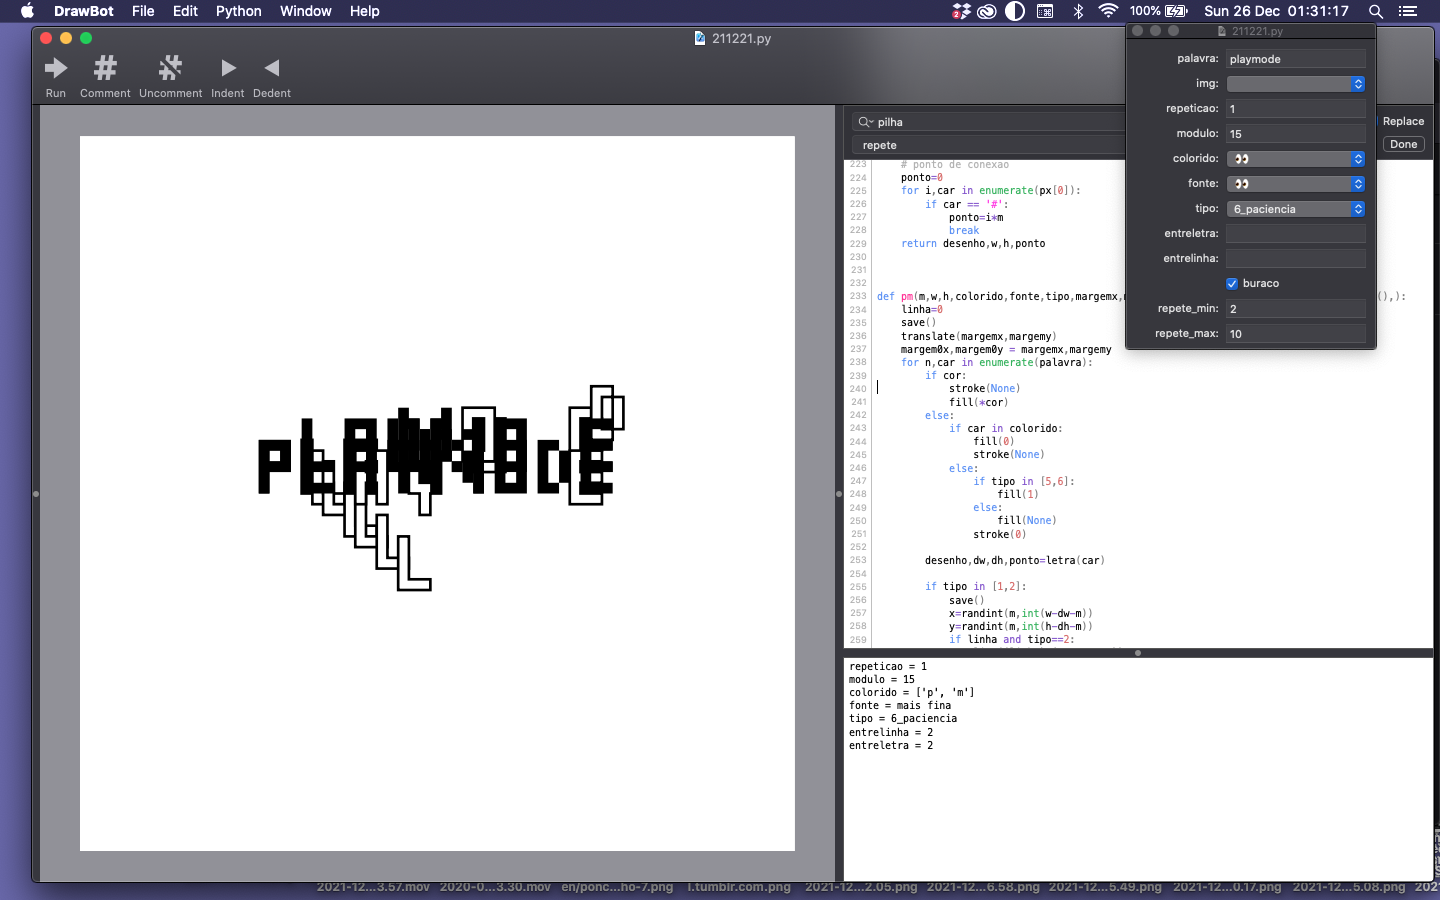 DrawBot File Edit Python Window Help
2
100% Sun 26 Dec 01:31:17
211221.py
Run Comment Uncomment Indent Dedent
PLAYMODE
pilha
Replace
repete
Done
223 # ponto de conexao
224 ponto=0
225 for i,car in enumerate(px[0]):
226 if car == '#':
227 ponto=i*m
228 break
229 return desenho,w,h,ponto
230
231
232
233 def pm(m,w,h,colorido,fonte,tipo,margemx, (),):
234 linha=0
235 save()
236 translate(margemx,margemy)
237 margem0x,margem0y = margemx,margemy
238 for n,car in enumerate(palavra):
239 if cor:
240 stroke(None)
241 fill(*cor)
242 else:
243 if car in colorido:
244 fill(0)
245 stroke(None)
246 else:
247 if tipo in [5,6]:
248 fill(1)
249 else:
250 fill(None)
251 stroke(0)
252
253 desenho,dw,dh,ponto=letra(car)
254
255 if tipo in [1,2]:
256 save()
257 x=randint(m,int(w-dw-m))
258 y=randint(m,int(h-dh-m))
259 if linha and tipo==2:
repeticao = 1
modulo = 15
colorido = ['p', 'm']
fonte = mais fina
tipo = 6_paciencia
entrelinha = 2
entreletra = 2
211221.py
palavra: playmode
img:
repeticao: 1
modulo: 15
colorido: 👀
fonte: 👀
tipo: 6_paciencia
entreletra:
entrelinha:
buraco
repete_min: 2
repete_max: 10
2021-12...3.57.mov 2020-0...3.30.mov en/ponc...ho-7.png l.tumblr.com.png 2021-12...2.05.png 2021-12...6.58.png 2021-12...5.49.png 2021-12...0.17.png 2021-12...5.08.png 202